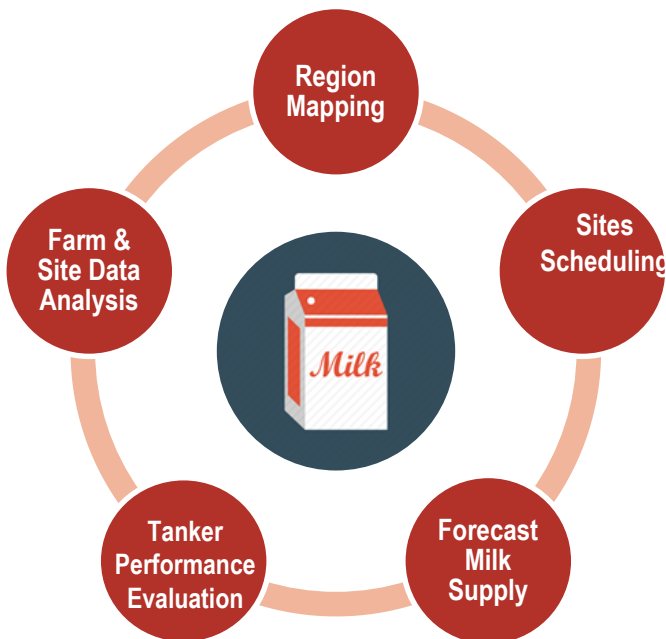 Region
Mapping
Sites
Scheduling
Farm &
Site Data
Analysis
Milk
Tanker
Performance
Evaluation
Forecast
Milk
Supply